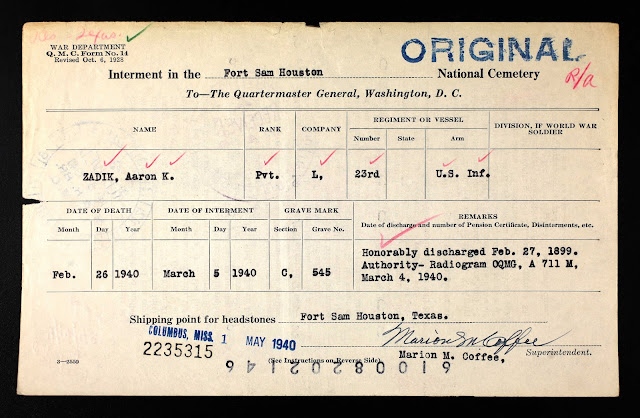 Texas. ✓
WAR DEPARTMENT
Q. M. C. Form No. 14
Revised Oct. 6, 1928
ORIGINAL
Interment in the Fort Sam Houston National Cemetery
R/a
To—The Quartermaster General, Washington, D. C.
NAME RANK COMPANY REGIMENT OR VESSEL DIVISION, IF WORLD WAR SOLDIER
Number State Arm
ZADIK, Aaron K. Pvt. L, 23rd U.S. Inf.
DATE OF DEATH DATE OF INTERMENT GRAVE MARK REMARKS
Month Day Year Month Day Year Section Grave No. Date of discharge and number of Pension Certificate, Disinterments, etc.
Feb. 26 1940 March 5 1940 C, 545
Honorably discharged Feb. 27, 1899.
Authority- Radiogram OQMG, A 711 M,
March 4, 1940.
Shipping point for headstones Fort Sam Houston, Texas.
COLUMBUS, MISS. 1 MAY 1940
2235315
Marion M. Coffee
3—2559 (See Instructions on Reverse Side) Marion M. Coffee, Superintendent.
61008202146